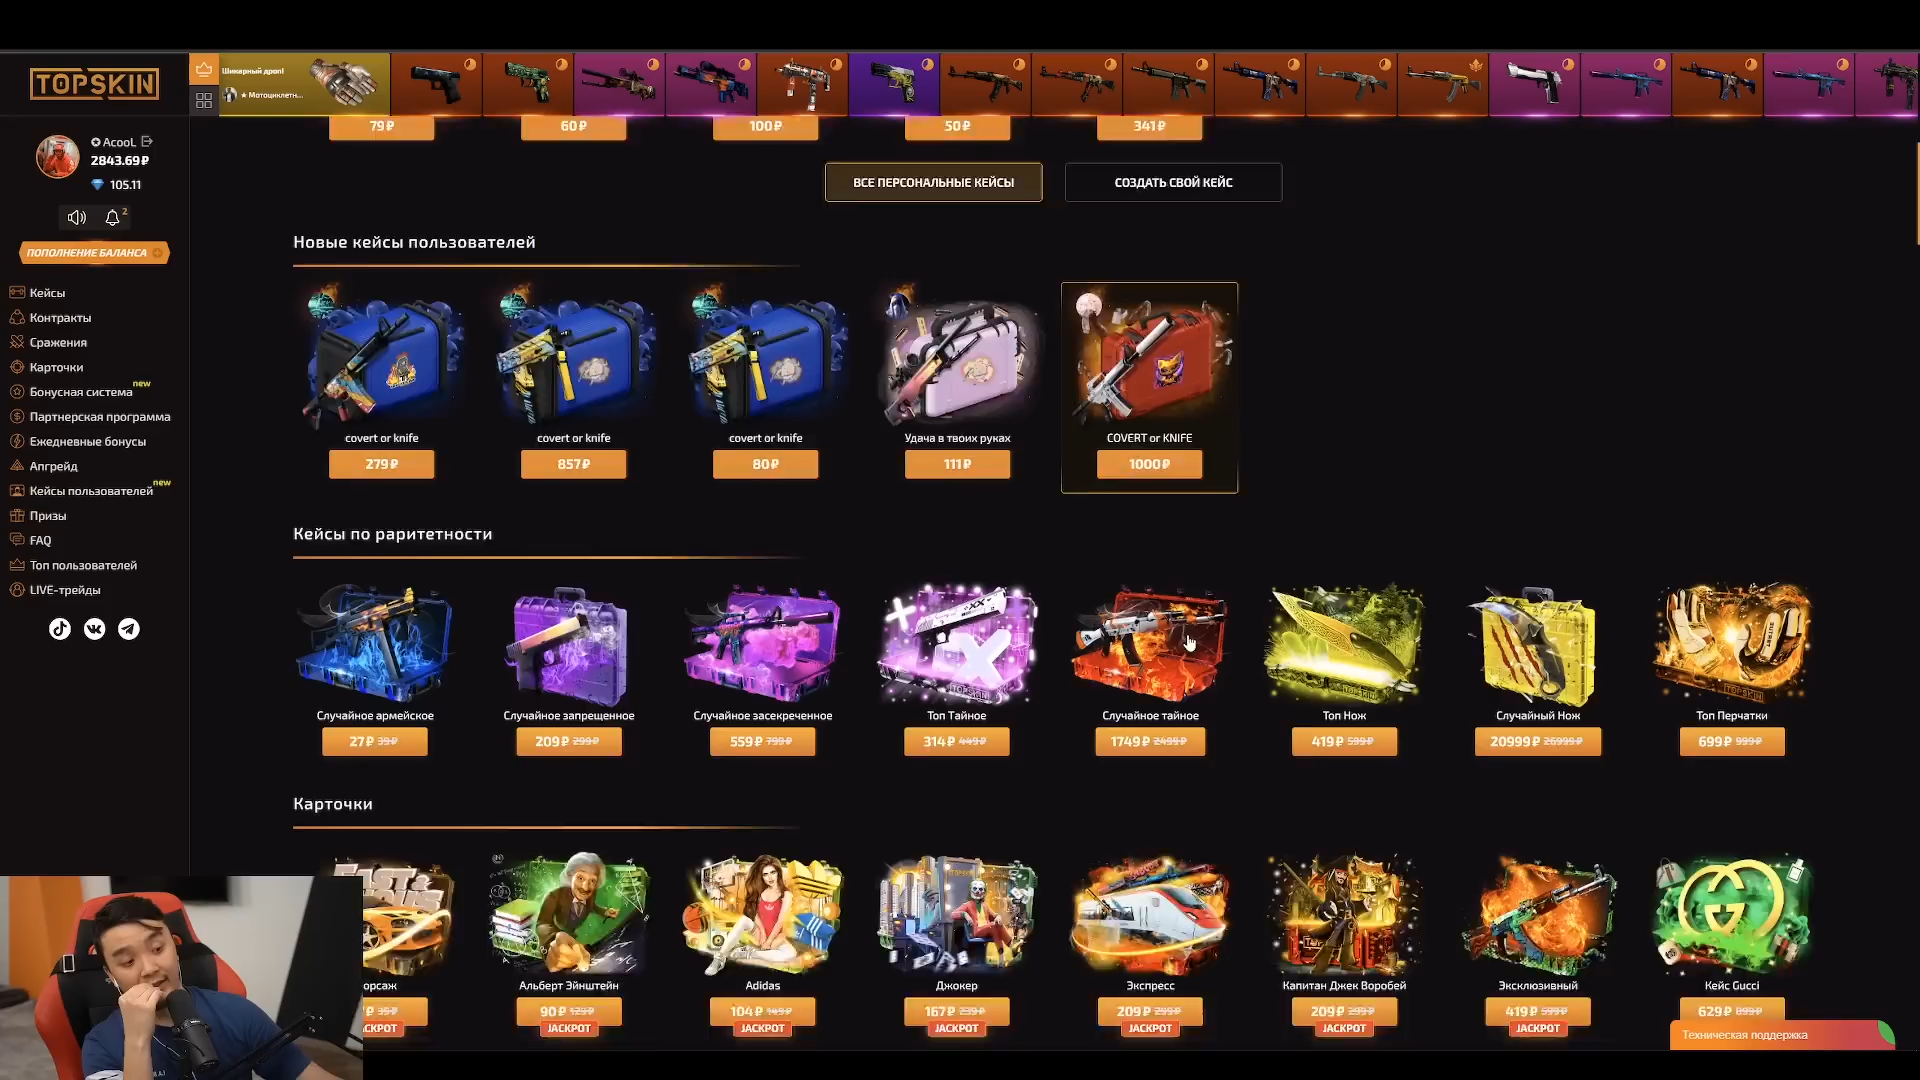 TOPSKIN
Шикарный дроп!
★ Мотоциклетн...
AcooL
2843.69₽
105.11
2
ПОПОЛНЕНИЕ БАЛАНСА
Кейсы
Контракты
Сражения
Карточки
Бонусная система new
Партнерская программа
Ежедневные бонусы
Апгрейд
Кейсы пользователей new
Призы
FAQ
Топ пользователей
LIVE-трейды
79₽ 60₽ 100₽ 50₽ 341₽
ВСЕ ПЕРСОНАЛЬНЫЕ КЕЙСЫ СОЗДАТЬ СВОЙ КЕЙС
Новые кейсы пользователей
covert or knife covert or knife covert or knife Удача в твоих руках COVERT or KNIFE
279₽ 857₽ 80₽ 111₽ 1000₽
Кейсы по раритетности
Случайное армейское Случайное запрещенное Случайное засекреченное Топ Тайное Случайное тайное Топ Нож Случайный Нож Топ Перчатки
27₽ 39₽ 209₽ 299₽ 559₽ 799₽ 314₽ 449₽ 1749₽ 2499₽ 419₽ 599₽ 20999₽ 26999₽ 699₽ 999₽
Карточки
орсаж Альберт Эйнштейн Adidas Джокер Экспресс Капитан Джек Воробей Эксклюзивный Кейс Gucci
₽ 39₽ 90₽ 129₽ 104₽ 149₽ 167₽ 239₽ 209₽ 299₽ 209₽ 299₽ 419₽ 599₽ 629₽ 899₽
ACKPOT JACKPOT JACKPOT JACKPOT JACKPOT JACKPOT JACKPOT
Техническая поддержка